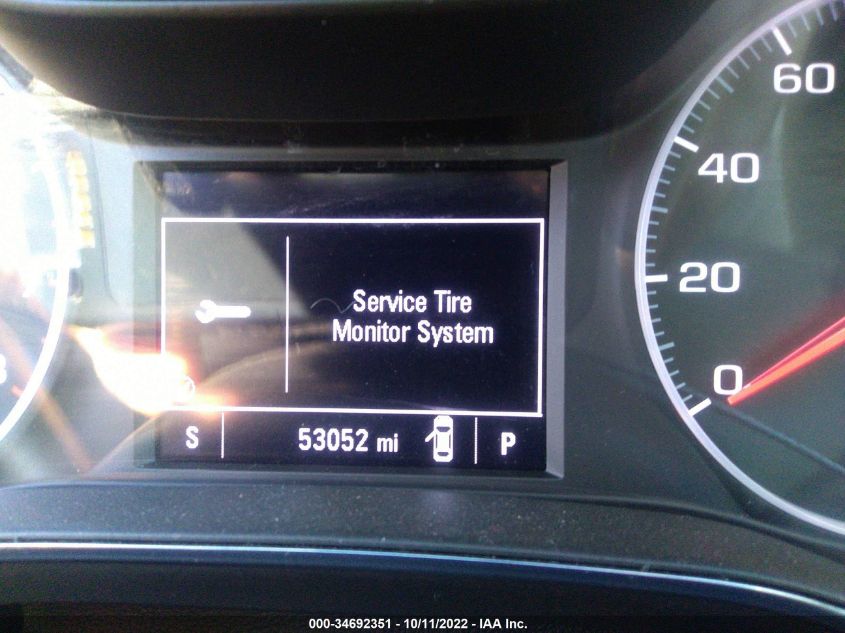 60
40
20
0
Service Tire
Monitor System
S
53052 mi
P
000-34692351 - 10/11/2022 - IAA Inc.